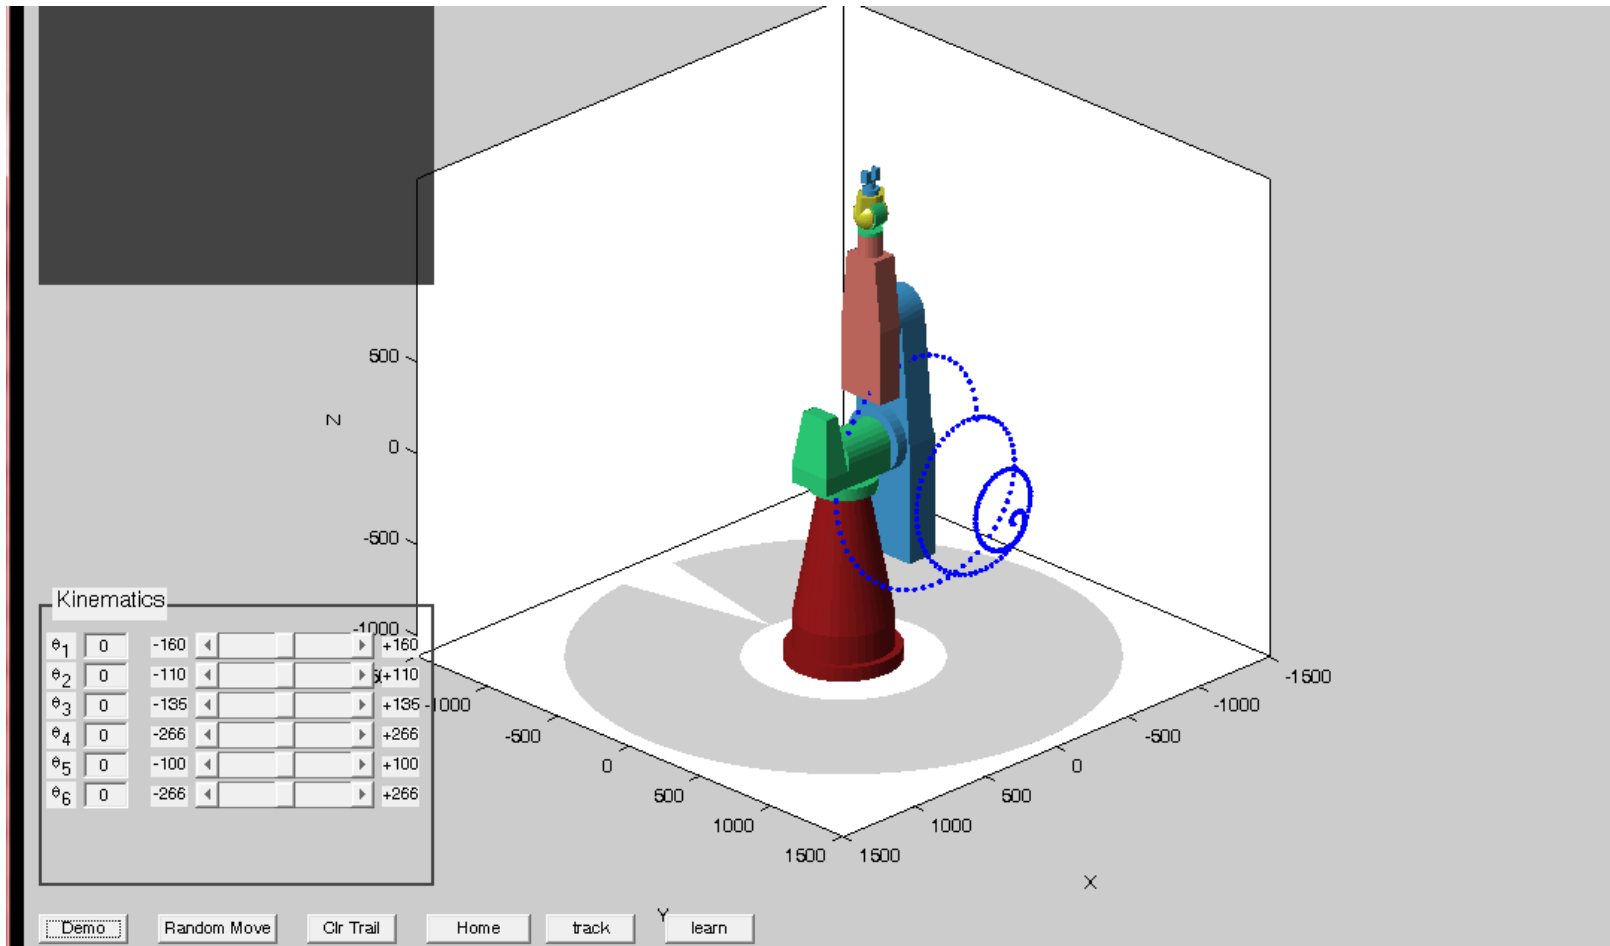 500
Z
0
-500
-1000
Kinematics
θ1 0 -160 +160
θ2 0 -110 +110
θ3 0 -135 +135
θ4 0 -266 +266
θ5 0 -100 +100
θ6 0 -266 +266
-1000
-500
0
500
1000
1500
Y
-1500
-1000
-500
0
500
1000
1500
X
Demo Random Move Clr Trail Home track learn